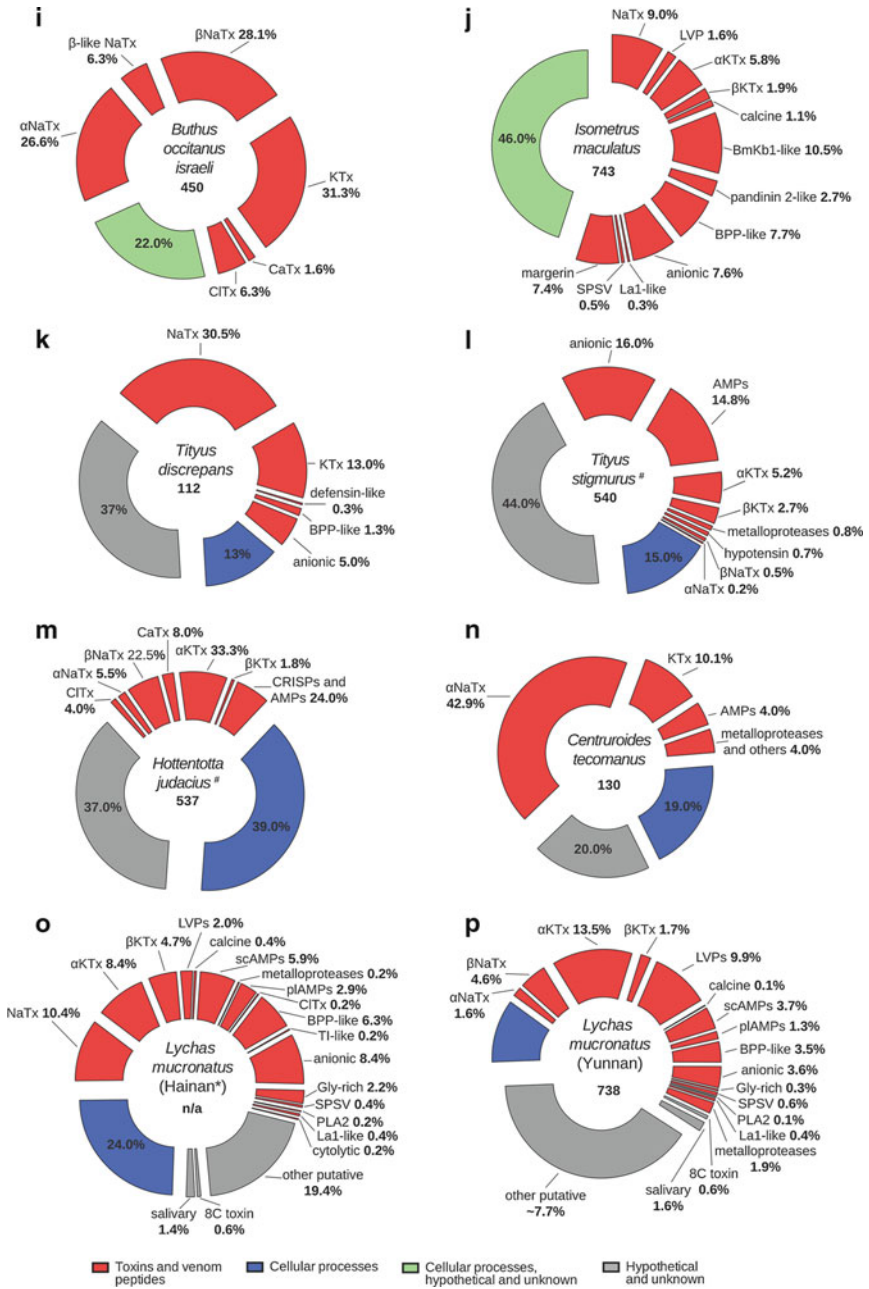 i
βNaTx 28.1%
β-like NaTx
6.3%
αNaTx
26.6%
Buthus
occitanus
israeli
450
KTx
31.3%
22.0%
CaTx 1.6%
ClTx 6.3%
j
NaTx 9.0%
LVP 1.6%
αKTx 5.8%
βKTx 1.9%
calcine 1.1%
46.0%
Isometrus
maculatus
743
BmKb1-like 10.5%
pandinin 2-like 2.7%
BPP-like 7.7%
margerin
7.4%
SPSV
0.5%
La1-like
0.3%
anionic 7.6%
k
NaTx 30.5%
Tityus
discrepans
112
KTx 13.0%
defensin-like
0.3%
BPP-like 1.3%
anionic 5.0%
37%
13%
l
anionic 16.0%
AMPs
14.8%
Tityus
stigmurus #
540
αKTx 5.2%
βKTx 2.7%
metalloproteases 0.8%
hypotensin 0.7%
βNaTx 0.5%
αNaTx 0.2%
44.0%
15.0%
m
CaTx 8.0%
αKTx 33.3%
βNaTx 22.5%
βKTx 1.8%
αNaTx 5.5%
CRISPs and
AMPs 24.0%
ClTx
4.0%
Hottentotta
judacius #
537
37.0%
39.0%
n
KTx 10.1%
αNaTx
42.9%
AMPs 4.0%
metalloproteases
and others 4.0%
Centruroides
tecomanus
130
19.0%
20.0%
o
LVPs 2.0%
calcine 0.4%
βKTx 4.7%
scAMPs 5.9%
αKTx 8.4%
metalloproteases 0.2%
plAMPs 2.9%
ClTx 0.2%
NaTx 10.4%
BPP-like 6.3%
TI-like 0.2%
Lychas
mucronatus
(Hainan*)
n/a
anionic 8.4%
Gly-rich 2.2%
SPSV 0.4%
PLA2 0.2%
La1-like 0.4%
cytolytic 0.2%
24.0%
other putative
19.4%
salivary
1.4%
8C toxin
0.6%
p
αKTx 13.5%
βKTx 1.7%
βNaTx
4.6%
LVPs 9.9%
αNaTx
1.6%
calcine 0.1%
scAMPs 3.7%
plAMPs 1.3%
Lychas
mucronatus
(Yunnan)
738
BPP-like 3.5%
anionic 3.6%
Gly-rich 0.3%
SPSV 0.6%
PLA2 0.1%
La1-like 0.4%
metalloproteases
1.9%
8C toxin
0.6%
salivary
1.6%
other putative
~7.7%
Toxins and venom
peptides
Cellular processes
Cellular processes,
hypothetical and unknown
Hypothetical
and unknown